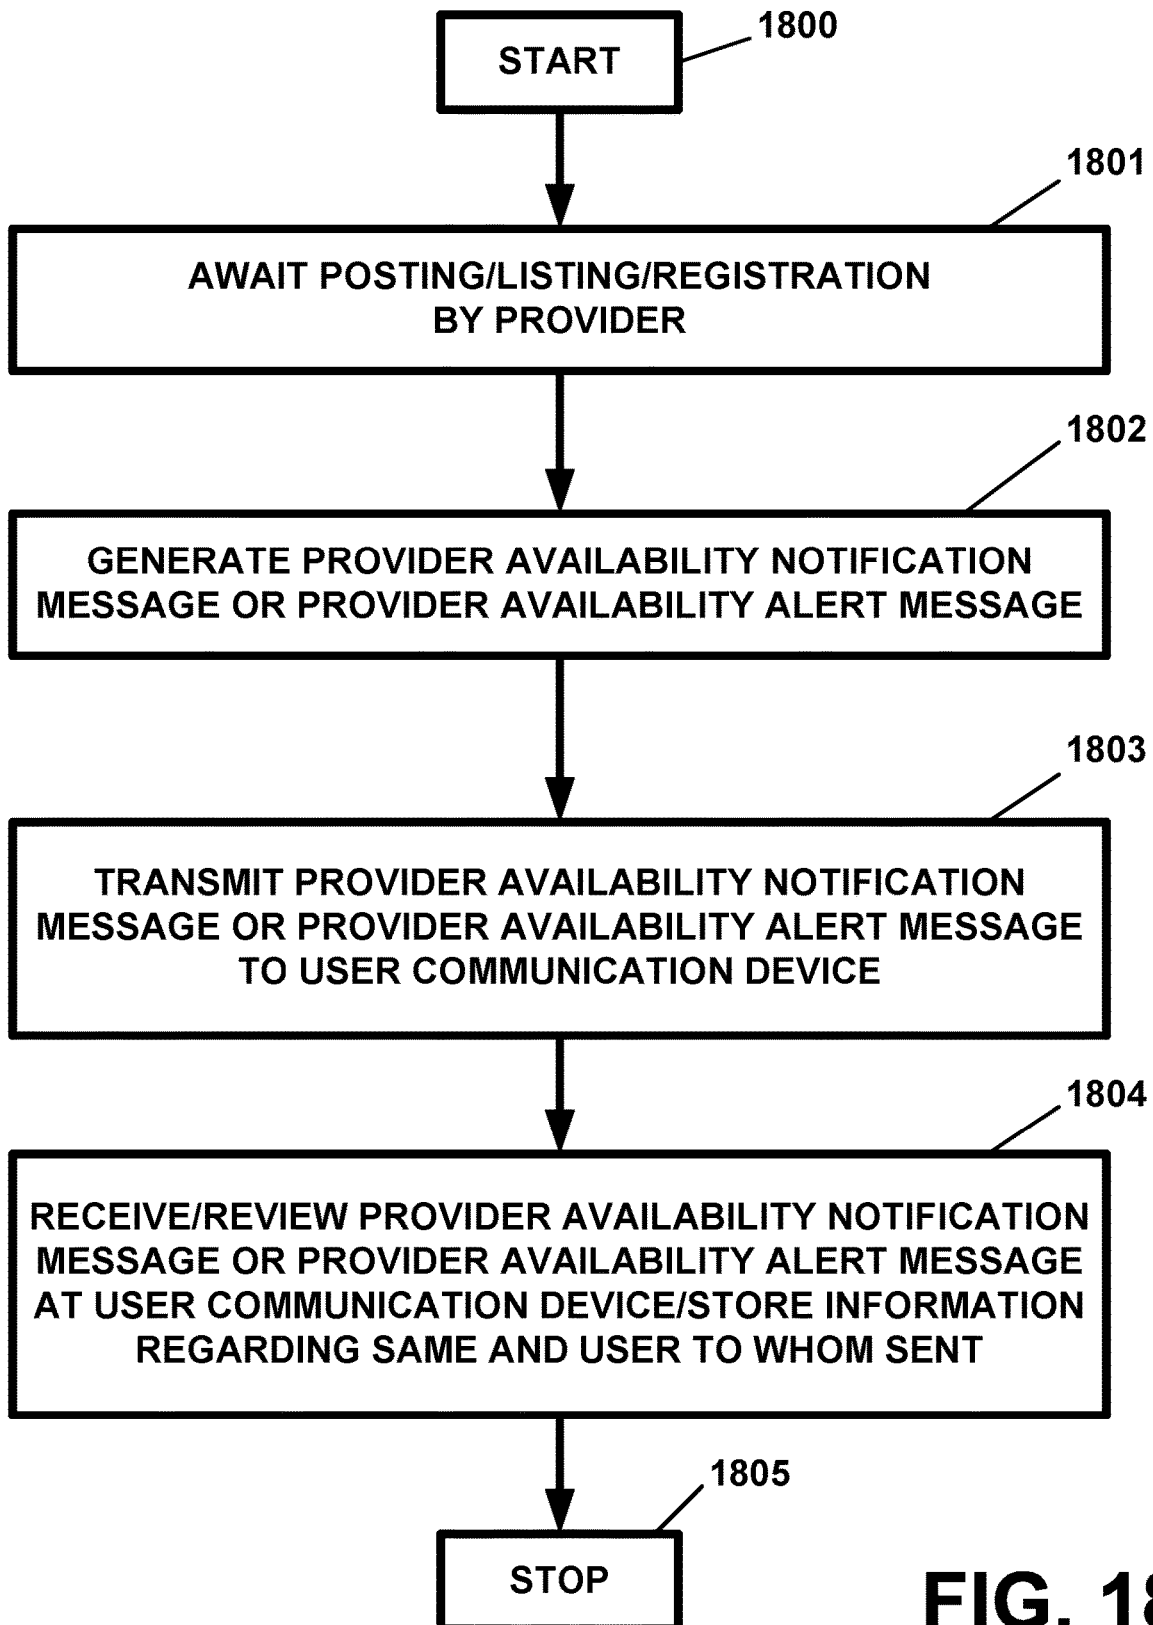 START
1800
1801
AWAIT POSTING/LISTING/REGISTRATION
BY PROVIDER
1802
GENERATE PROVIDER AVAILABILITY NOTIFICATION
MESSAGE OR PROVIDER AVAILABILITY ALERT MESSAGE
1803
TRANSMIT PROVIDER AVAILABILITY NOTIFICATION
MESSAGE OR PROVIDER AVAILABILITY ALERT MESSAGE
TO USER COMMUNICATION DEVICE
1804
RECEIVE/REVIEW PROVIDER AVAILABILITY NOTIFICATION
MESSAGE OR PROVIDER AVAILABILITY ALERT MESSAGE
AT USER COMMUNICATION DEVICE/STORE INFORMATION
REGARDING SAME AND USER TO WHOM SENT
1805
STOP
FIG. 18